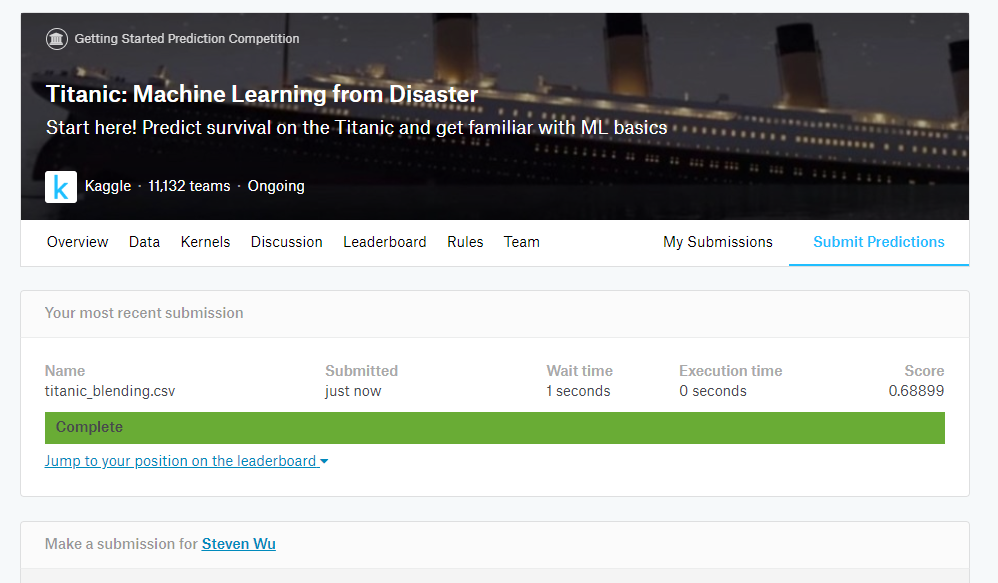 Getting Started Prediction Competition
Titanic: Machine Learning from Disaster
Start here! Predict survival on the Titanic and get familiar with ML basics
k Kaggle · 11,132 teams · Ongoing
Overview Data Kernels Discussion Leaderboard Rules Team My Submissions Submit Predictions
Your most recent submission
Name Submitted Wait time Execution time Score
titanic_blending.csv just now 1 seconds 0 seconds 0.68899
Complete
Jump to your position on the leaderboard
Make a submission for Steven Wu